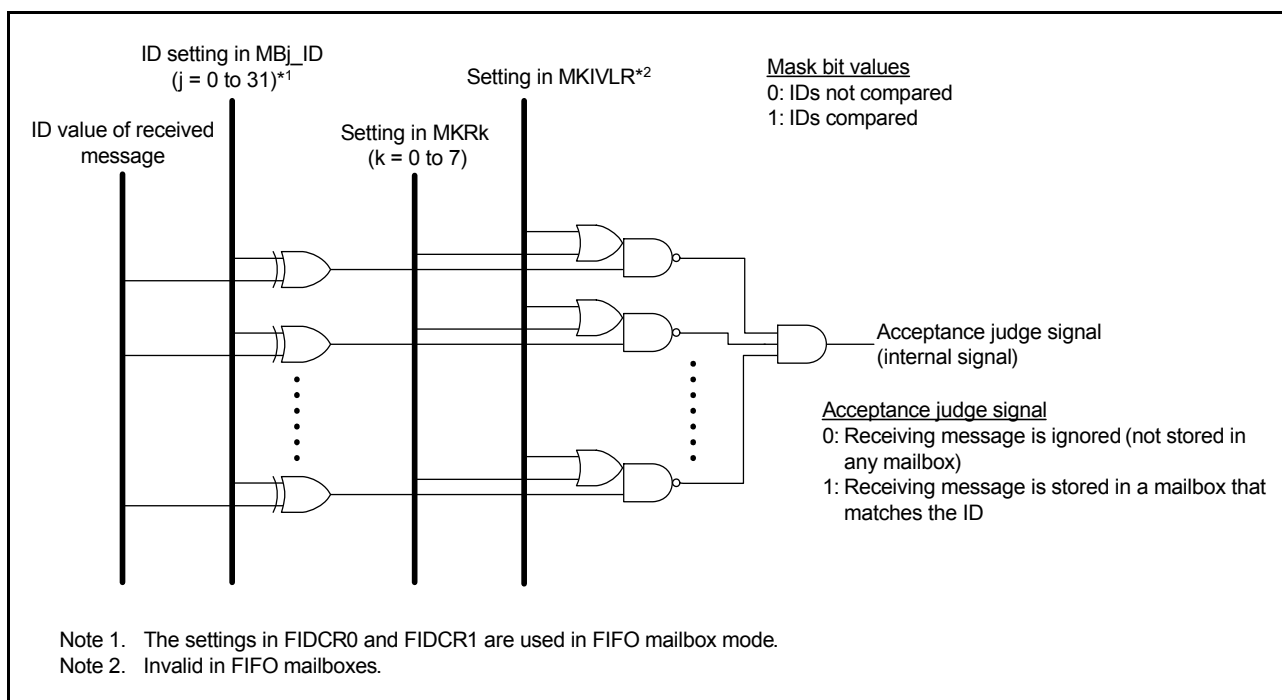 ID setting in MBj_ID
(j = 0 to 31)*1
Setting in MKIVLR*2
Mask bit values
0: IDs not compared
1: IDs compared
ID value of received
message
Setting in MKRk
(k = 0 to 7)
Acceptance judge signal
(internal signal)
Acceptance judge signal
0: Receiving message is ignored (not stored in
any mailbox)
1: Receiving message is stored in a mailbox that
matches the ID
Note 1. The settings in FIDCR0 and FIDCR1 are used in FIFO mailbox mode.
Note 2. Invalid in FIFO mailboxes.